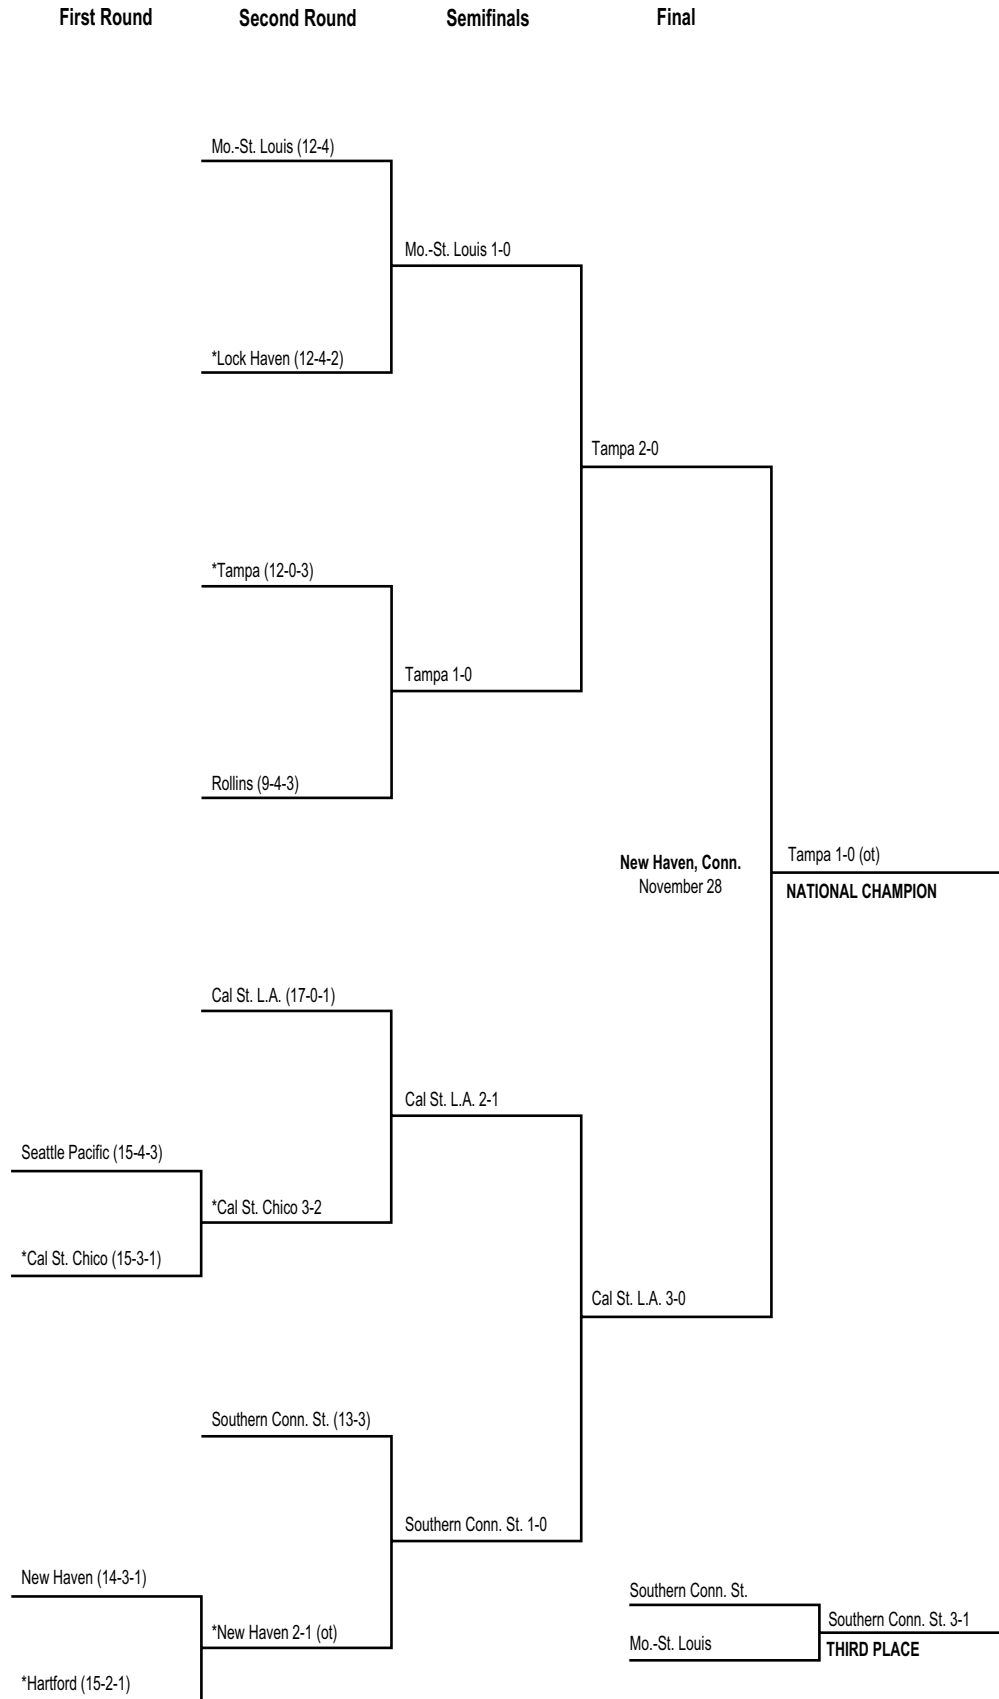 First Round
Second Round
Semifinals
Final
Mo.-St. Louis (12-4)
Mo.-St. Louis 1-0
*Lock Haven (12-4-2)
Tampa 2-0
*Tampa (12-0-3)
Tampa 1-0
Rollins (9-4-3)
New Haven, Conn.
November 28
Tampa 1-0 (ot)
NATIONAL CHAMPION
Cal St. L.A. (17-0-1)
Cal St. L.A. 2-1
Seattle Pacific (15-4-3)
*Cal St. Chico 3-2
*Cal St. Chico (15-3-1)
Cal St. L.A. 3-0
Southern Conn. St. (13-3)
Southern Conn. St. 1-0
New Haven (14-3-1)
*New Haven 2-1 (ot)
*Hartford (15-2-1)
Southern Conn. St.
Southern Conn. St. 3-1
Mo.-St. Louis
THIRD PLACE